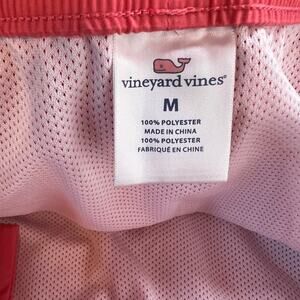 vineyard vines®
M
100% POLYESTER
MADE IN CHINA
100% POLYESTER
FABRIQUÉ EN CHINE